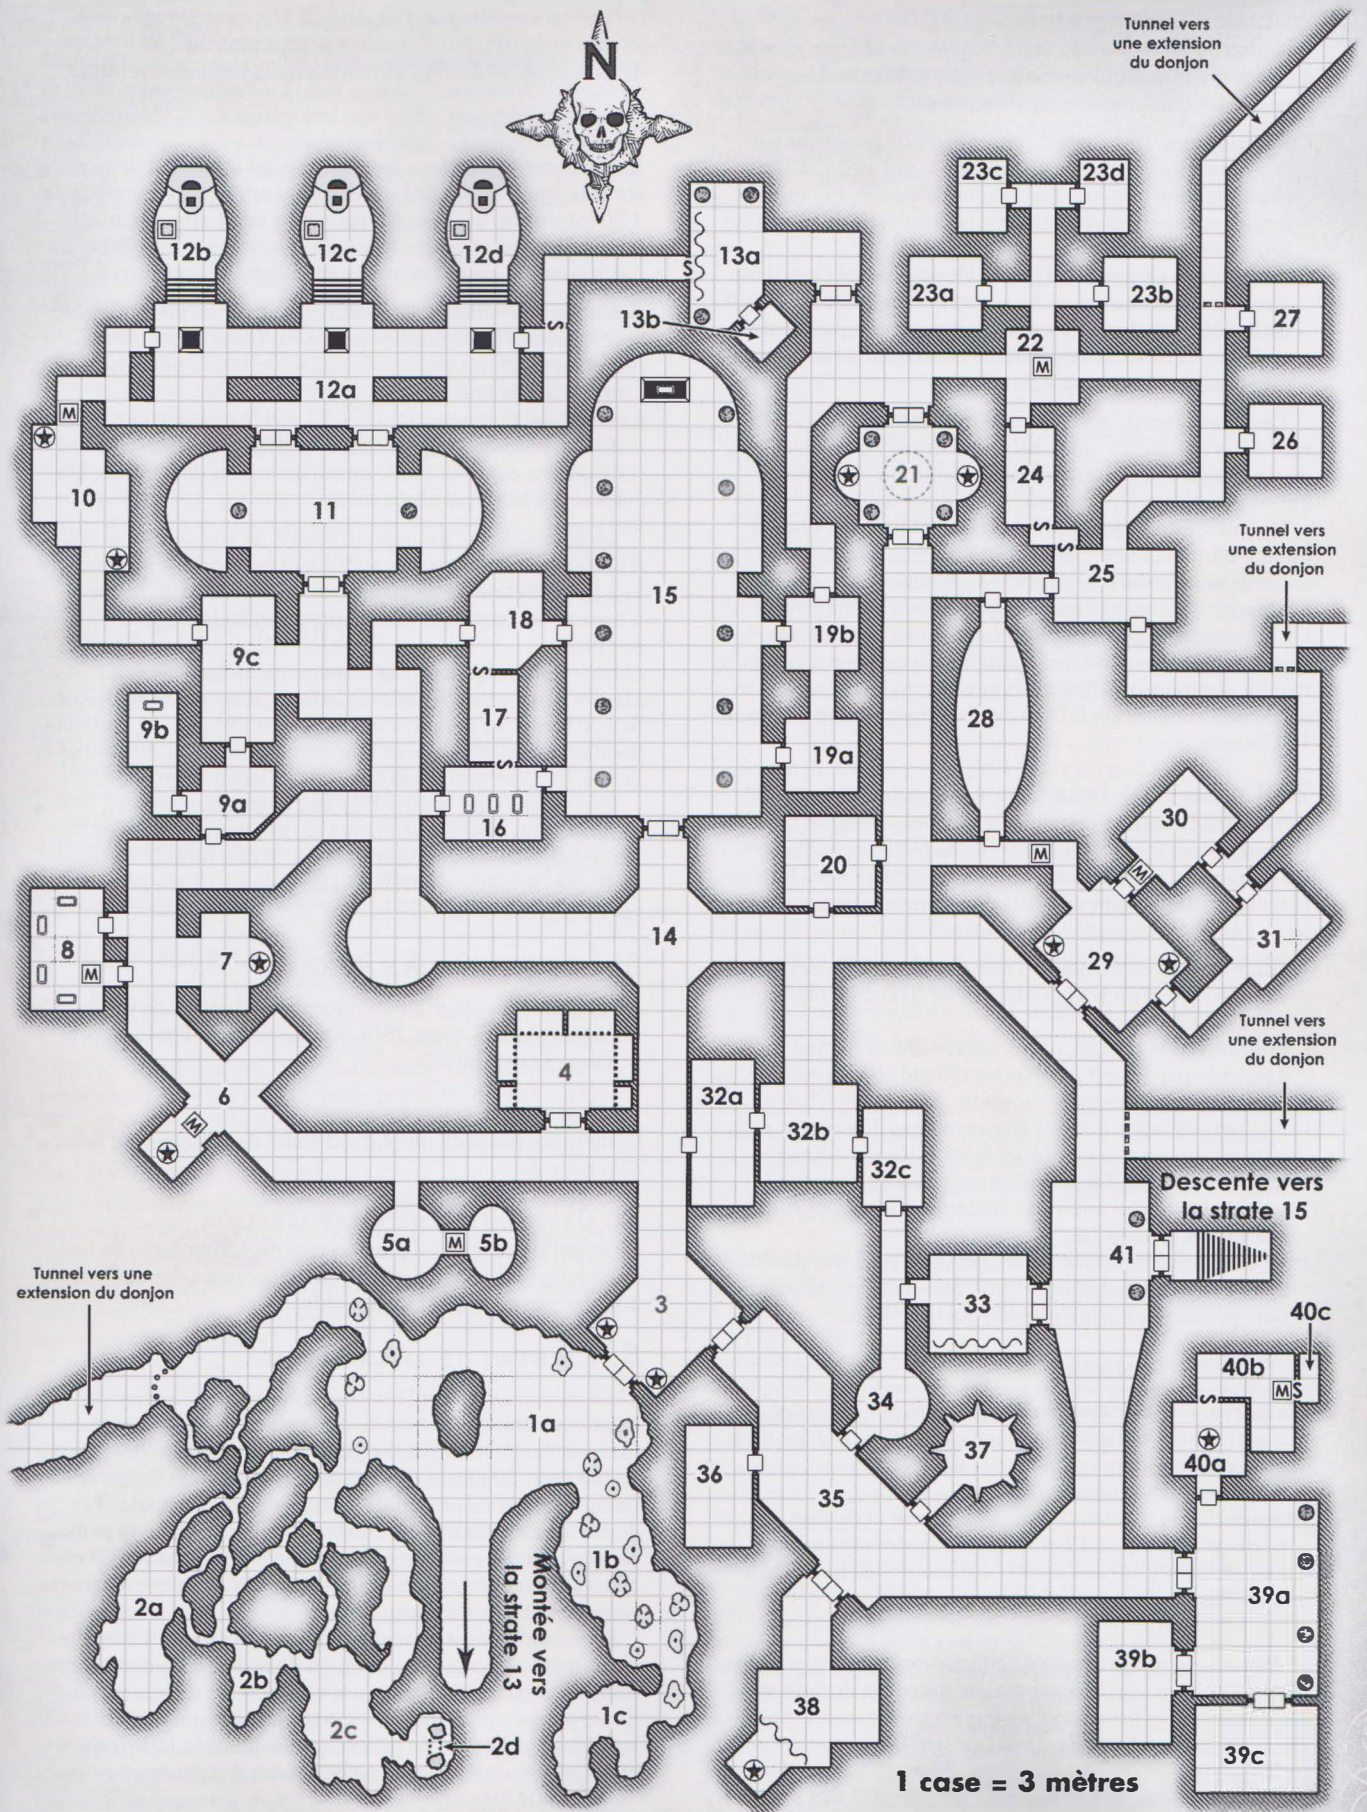 Tunnel vers
une extension
du donjon
N
23c
23d
12b
12c
12d
13a
S
23a
23b
27
13b
S
22
M
12a
M
26
21
24
10
11
S
S
Tunnel vers
une extension
du donjon
25
15
18
19b
9c
S
17
28
9b
19a
S
9a
16
30
20
M
M
8
M
7
14
29
31
Tunnel vers
une extension
du donjon
4
6
M
32a
32b
32c
Descente vers
la strate 15
5a
M
5b
41
Tunnel vers une
extension du donjon
3
33
40c
40b
M
S
S
34
1a
37
40a
36
35
1b
Montée vers
la strate 13
2a
39a
39b
2b
2c
1c
38
2d
39c
1 case = 3 mètres